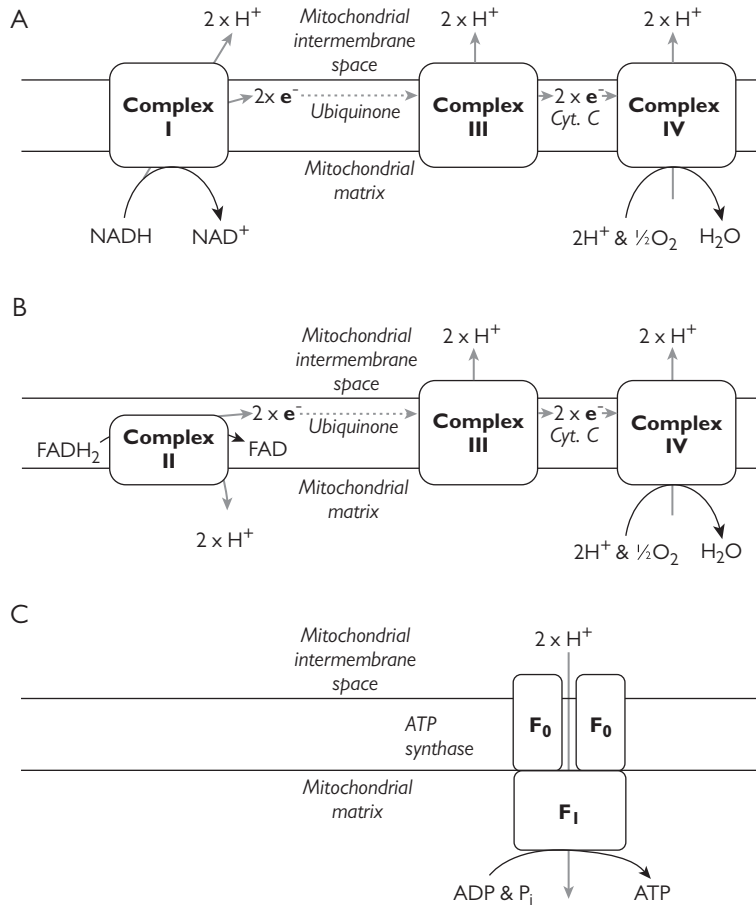 A
2 x H⁺
Mitochondrial
intermembrane
space
2 x H⁺
2 x H⁺
Complex
I
2x e⁻
Ubiquinone
Complex
III
2 x e⁻
Cyt. C
Complex
IV
Mitochondrial
matrix
NADH
NAD⁺
2H⁺ & ½O₂
H₂O
B
Mitochondrial
intermembrane
space
2 x H⁺
2 x H⁺
FADH₂
Complex
II
2 x e⁻
FAD
Ubiquinone
Complex
III
2 x e⁻
Cyt. C
Complex
IV
Mitochondrial
matrix
2 x H⁺
2H⁺ & ½O₂
H₂O
C
Mitochondrial
intermembrane
space
2 x H⁺
ATP
synthase
F₀
F₀
Mitochondrial
matrix
F₁
ADP & Pᵢ
ATP